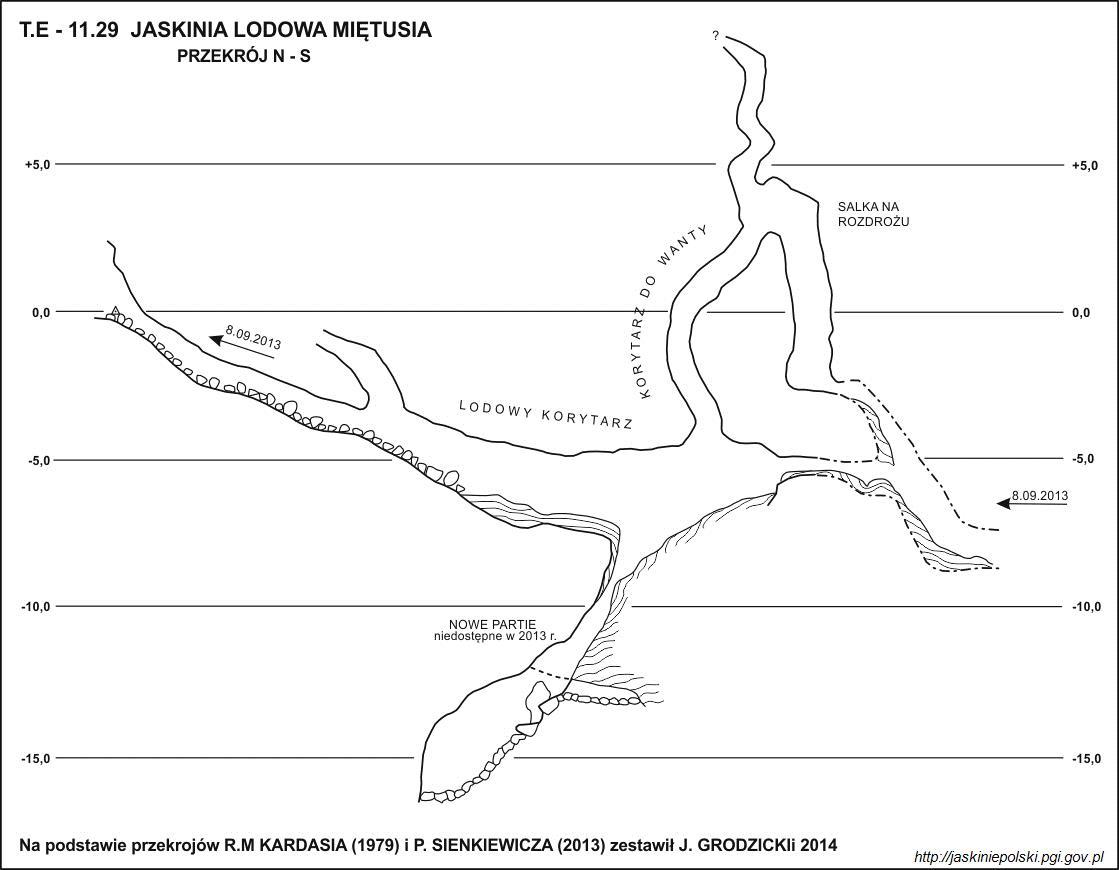 T.E - 11.29 JASKINIA LODOWA MIĘTUSIA
PRZEKRÓJ N - S
?
+5,0
+5,0
SALKA NA
ROZDROŻU
KORYTARZ DO WANTY
0,0
0,0
8.09.2013
LODOWY KORYTARZ
-5,0
-5,0
8.09.2013
-10,0
-10,0
NOWE PARTIE
niedostępne w 2013 r.
-15,0
-15,0
Na podstawie przekrojów R.M KARDASIA (1979) i P. SIENKIEWICZA (2013) zestawił J. GRODZICKIi 2014
http://jaskiniepolski.pgi.gov.pl